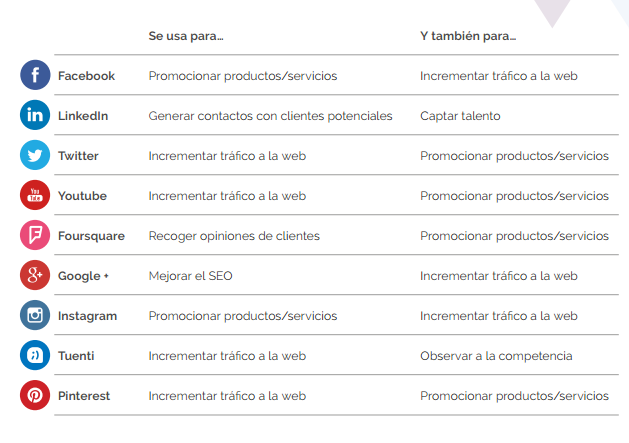 Se usa para… Y también para…
f Facebook Promocionar productos/servicios Incrementar tráfico a la web
in LinkedIn Generar contactos con clientes potenciales Captar talento
Twitter Incrementar tráfico a la web Promocionar productos/servicios
You Tube Youtube Incrementar tráfico a la web Promocionar productos/servicios
Foursquare Recoger opiniones de clientes Promocionar productos/servicios
g+ Google + Mejorar el SEO Incrementar tráfico a la web
Instagram Promocionar productos/servicios Incrementar tráfico a la web
Tuenti Incrementar tráfico a la web Observar a la competencia
Pinterest Incrementar tráfico a la web Promocionar productos/servicios